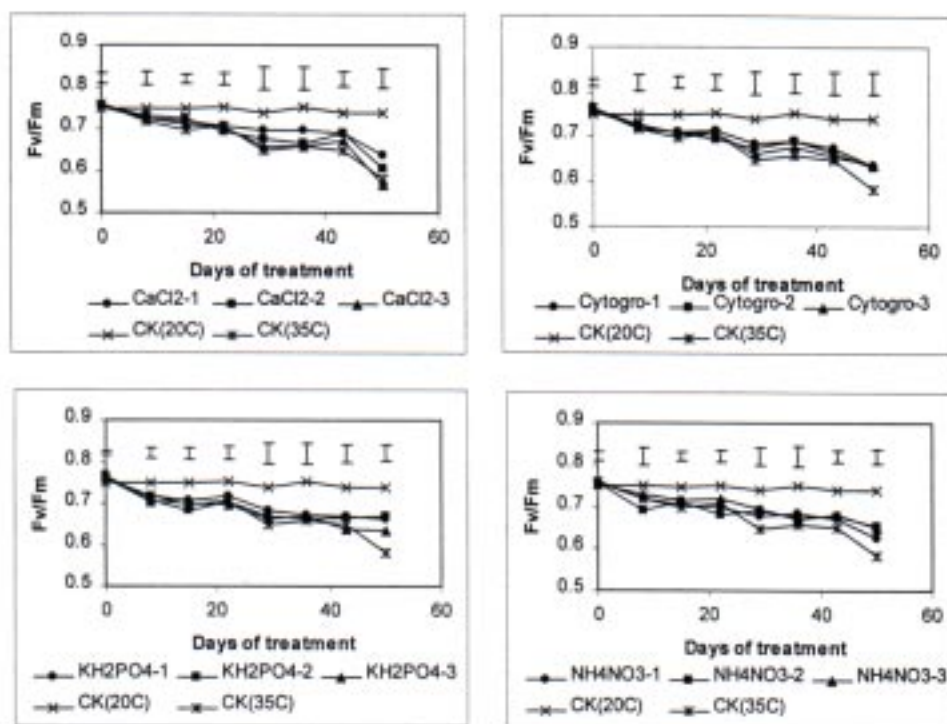 0.9
0.8
0.7
0.6
0.5
Fv/Fm
0 20 40 60
Days of treatment
CaCl2-1 CaCl2-2 CaCl2-3
CK(20C) CK(35C)
0.9
0.8
0.7
0.6
0.5
Fv/Fm
0 20 40 60
Days of treatment
Cytogro-1 Cytogro-2 Cytogro-3
CK(20C) CK(35C)
0.9
0.8
0.7
0.6
0.5
Fv/Fm
0 20 40 60
Days of treatment
KH2PO4-1 KH2PO4-2 KH2PO4-3
CK(20C) CK(35C)
0.9
0.8
0.7
0.6
0.5
Fv/Fm
0 20 40 60
Days of treatment
NH4NO3-1 NH4NO3-2 NH4NO3-3
CK(20C) CK(35C)